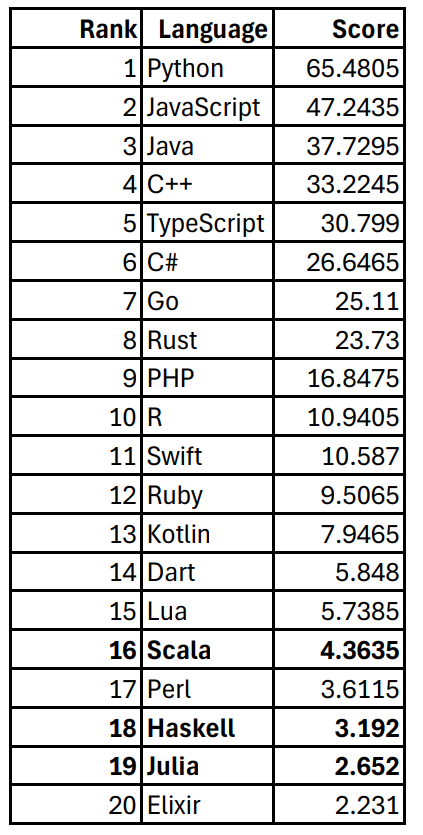 Rank Language Score
1 Python 65.4805
2 JavaScript 47.2435
3 Java 37.7295
4 C++ 33.2245
5 TypeScript 30.799
6 C# 26.6465
7 Go 25.11
8 Rust 23.73
9 PHP 16.8475
10 R 10.9405
11 Swift 10.587
12 Ruby 9.5065
13 Kotlin 7.9465
14 Dart 5.848
15 Lua 5.7385
16 Scala 4.3635
17 Perl 3.6115
18 Haskell 3.192
19 Julia 2.652
20 Elixir 2.231